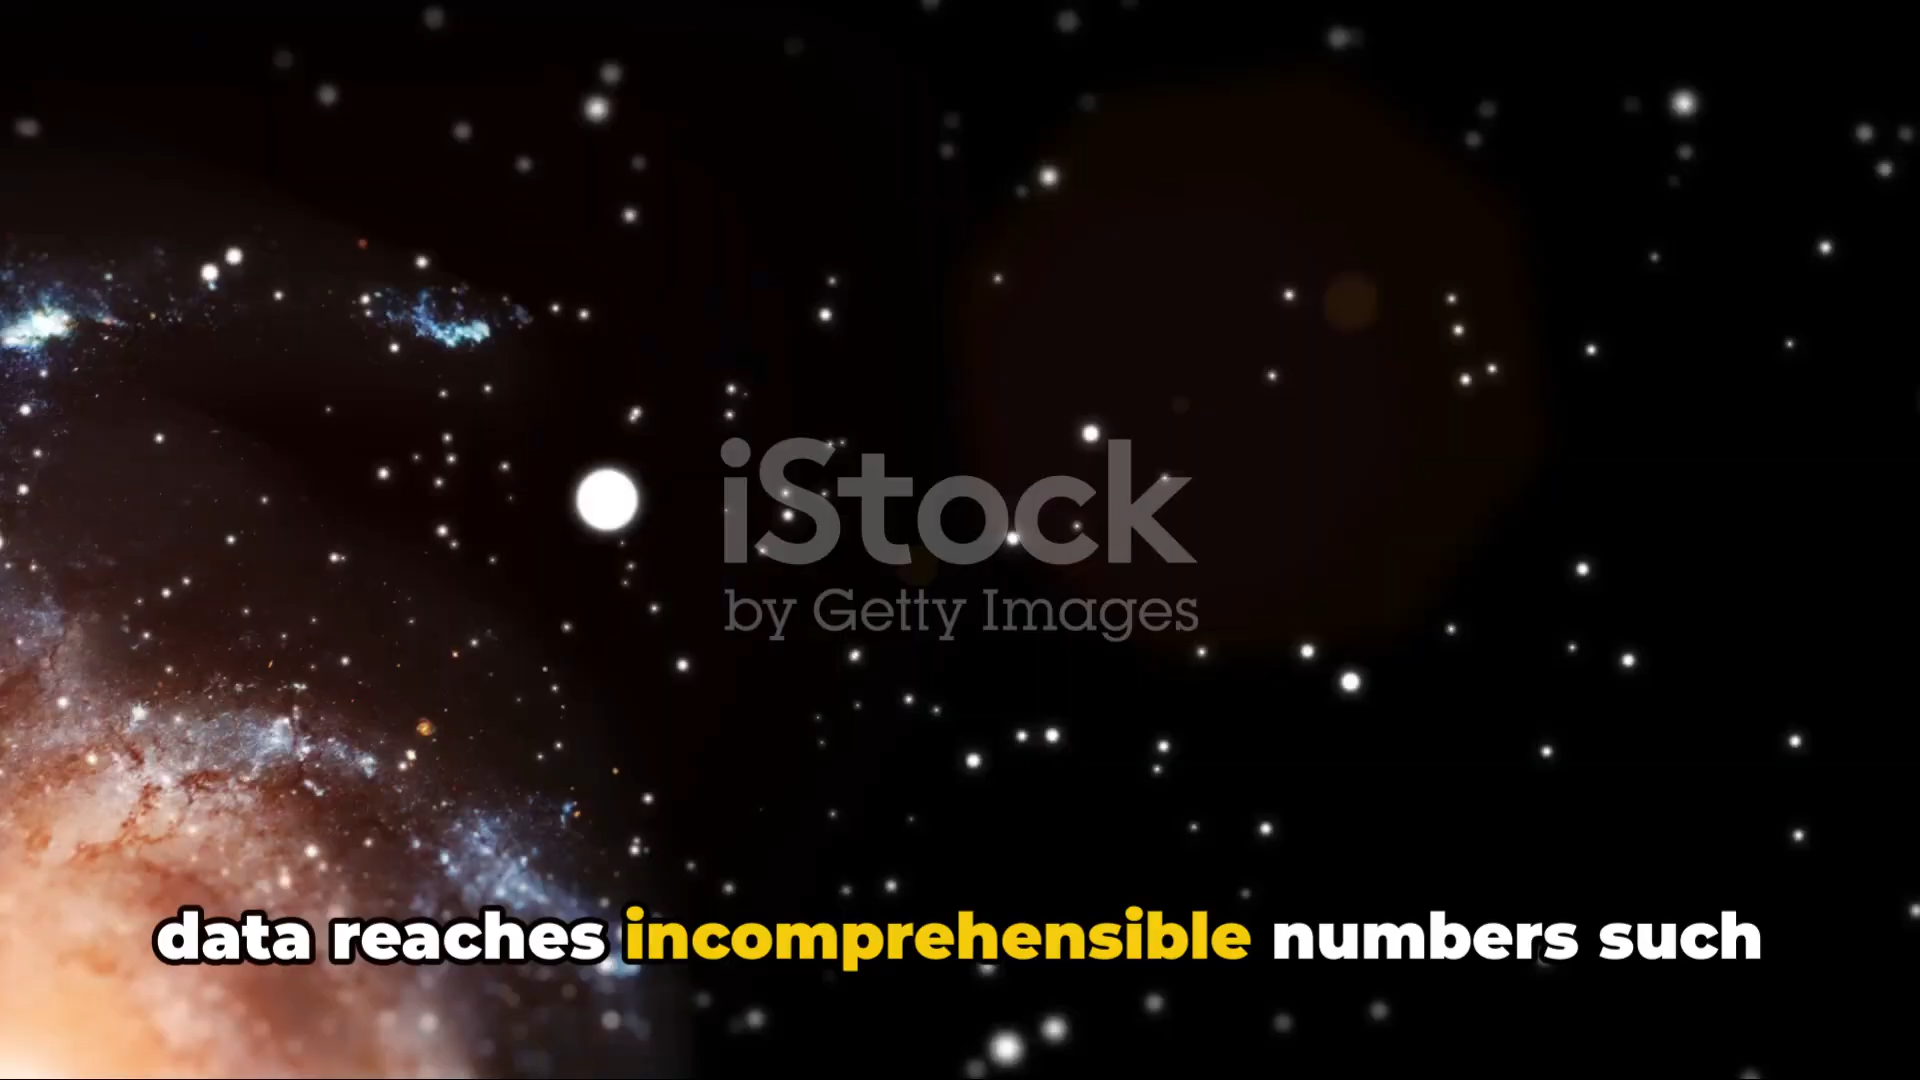 iStock
by Getty Images
data reaches incomprehensible numbers such